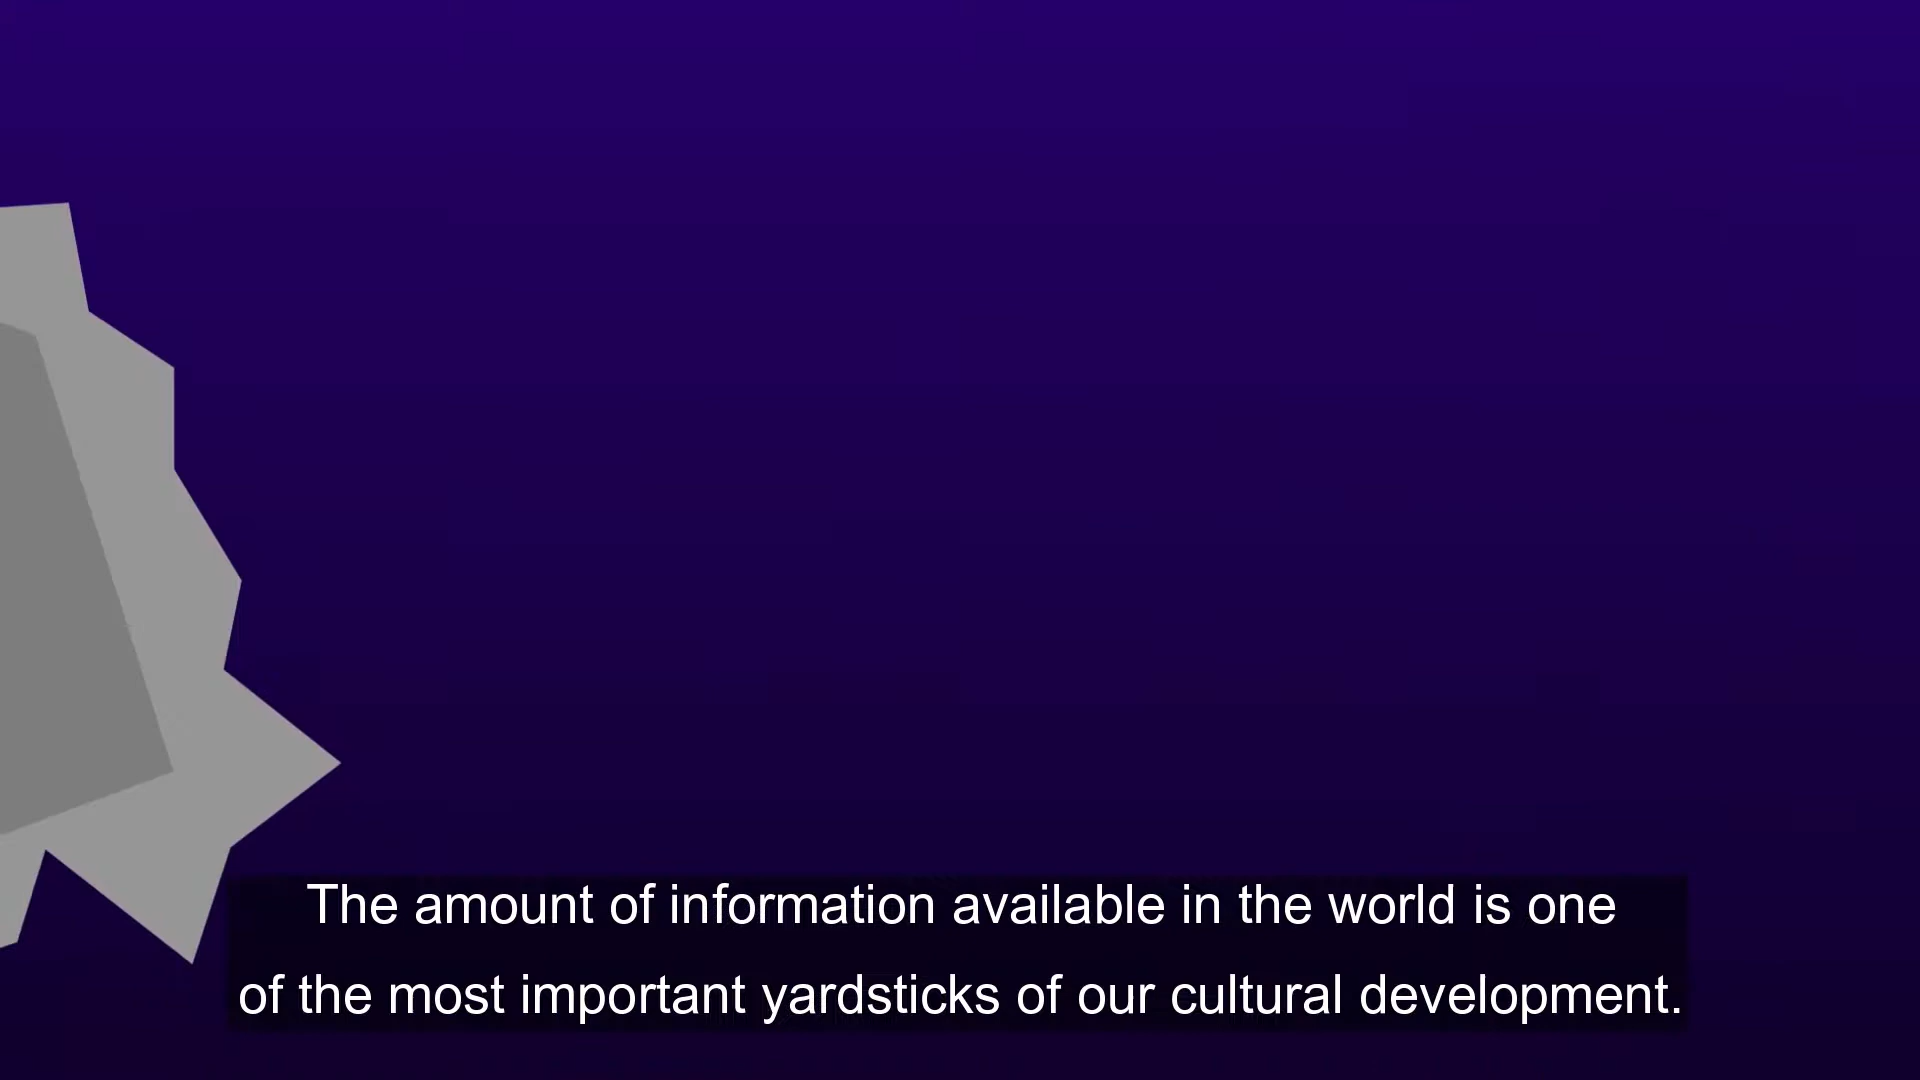 The amount of information available in the world is one
of the most important yardsticks of our cultural development.